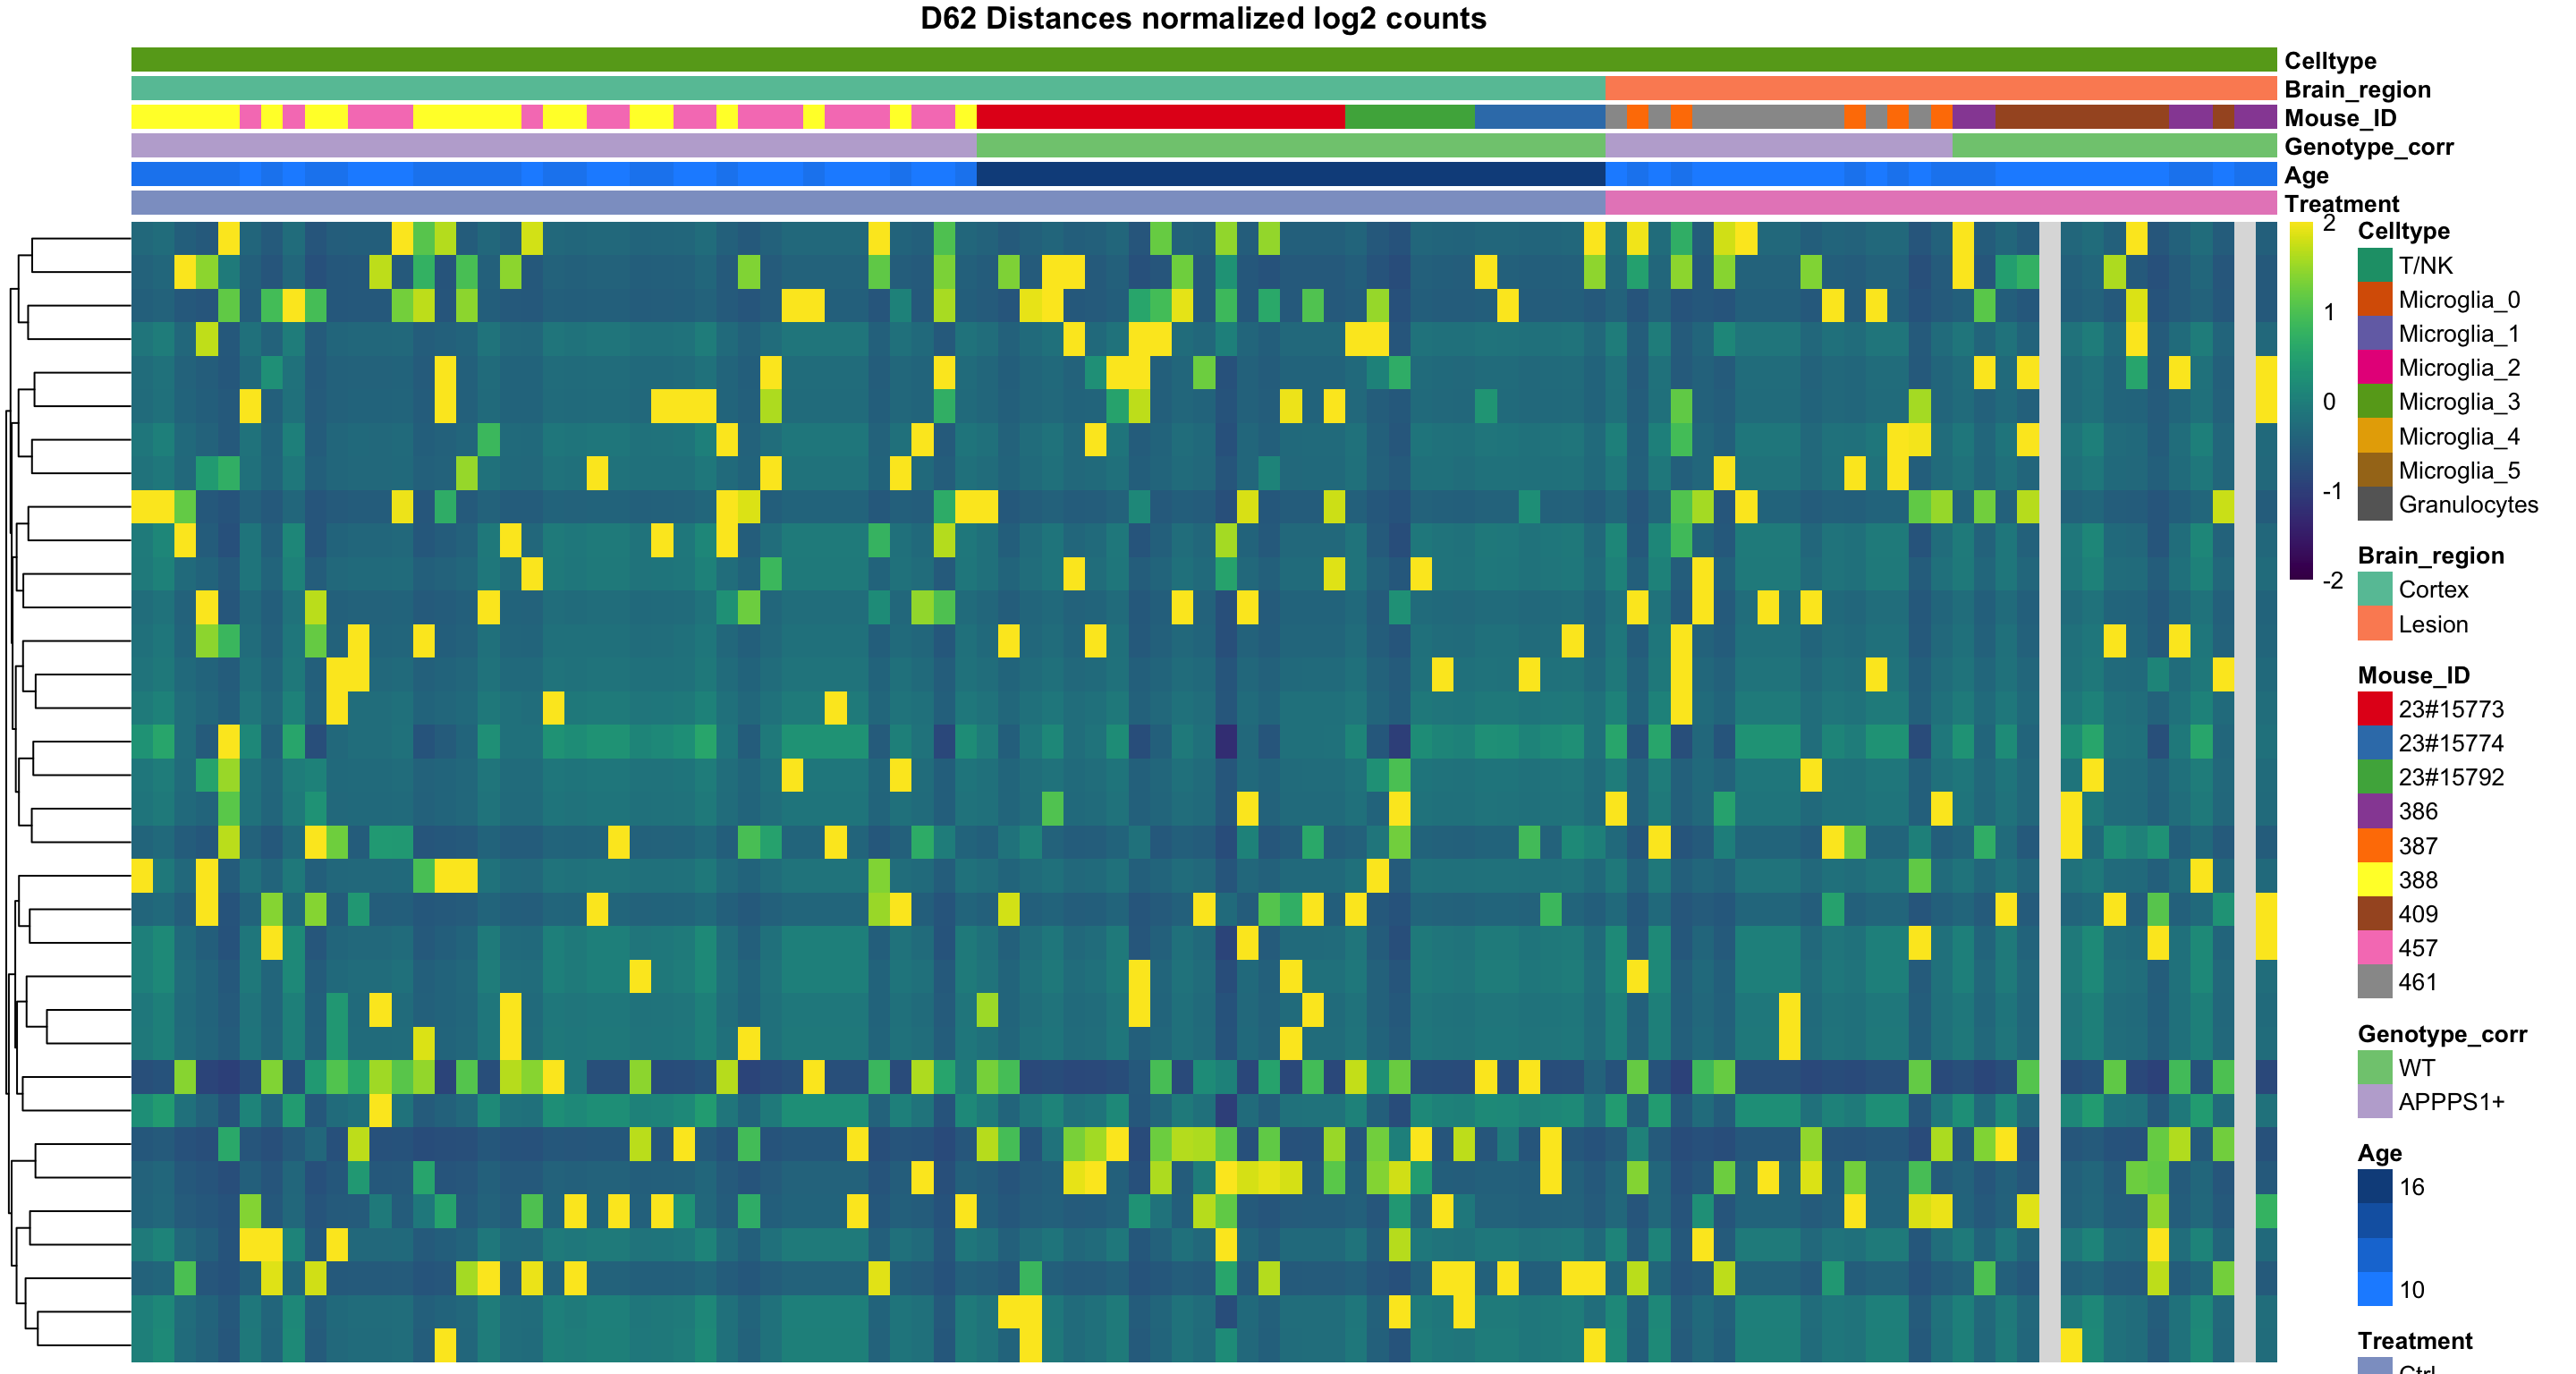 D62 Distances normalized log2 counts
Celltype
Brain_region
Mouse_ID
Genotype_corr
Age
Treatment
2
1
0
-1
-2
Celltype
T/NK
Microglia_0
Microglia_1
Microglia_2
Microglia_3
Microglia_4
Microglia_5
Granulocytes
Brain_region
Cortex
Lesion
Mouse_ID
23#15773
23#15774
23#15792
386
387
388
409
457
461
Genotype_corr
WT
APPPS1+
Age
16
10
Treatment
Ctrl